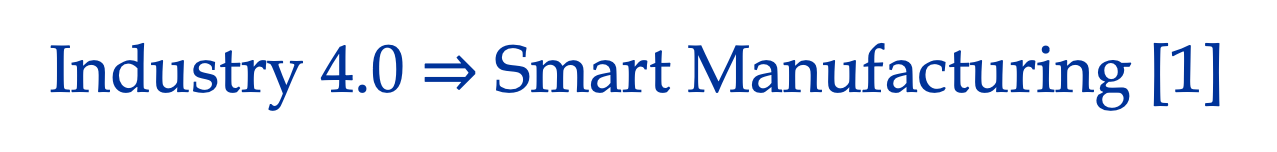 Industry 4.0 ⇒ Smart Manufacturing [1]